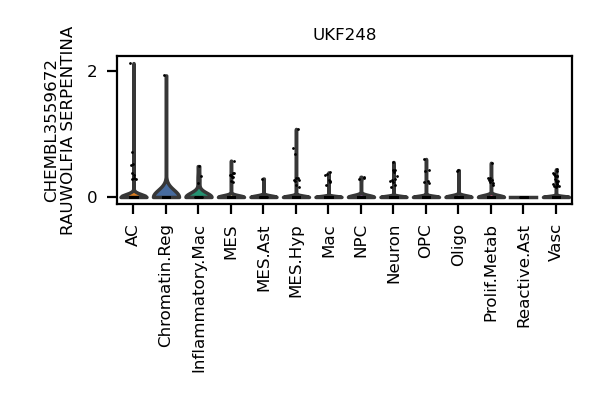 UKF248
CHEMBL3559672
RAUWOLFIA SERPENTINA
2
0
AC
Chromatin.Reg
Inflammatory.Mac
MES
MES.Ast
MES.Hyp
Mac
NPC
Neuron
OPC
Oligo
Prolif.Metab
Reactive.Ast
Vasc